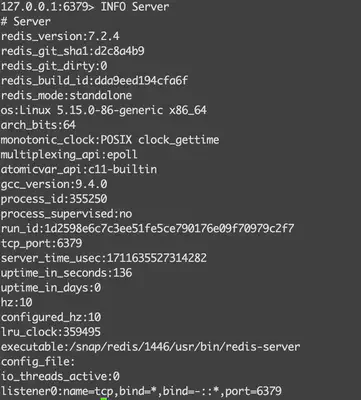 127.0.0.1:6379> INFO Server
# Server
redis_version:7.2.4
redis_git_sha1:d2c8a4b9
redis_git_dirty:0
redis_build_id:dda9eed194cfa6f
redis_mode:standalone
os:Linux 5.15.0-86-generic x86_64
arch_bits:64
monotonic_clock:POSIX clock_gettime
multiplexing_api:epoll
atomicvar_api:c11-builtin
gcc_version:9.4.0
process_id:355250
process_supervised:no
run_id:1d2598e6c7c3ee51fe5ce790176e09f70979c2f7
tcp_port:6379
server_time_usec:1711635527314282
uptime_in_seconds:136
uptime_in_days:0
hz:10
configured_hz:10
lru_clock:359495
executable:/snap/redis/1446/usr/bin/redis-server
config_file:
io_threads_active:0
listener0:name=tcp,bind=*,bind=-::*,port=6379